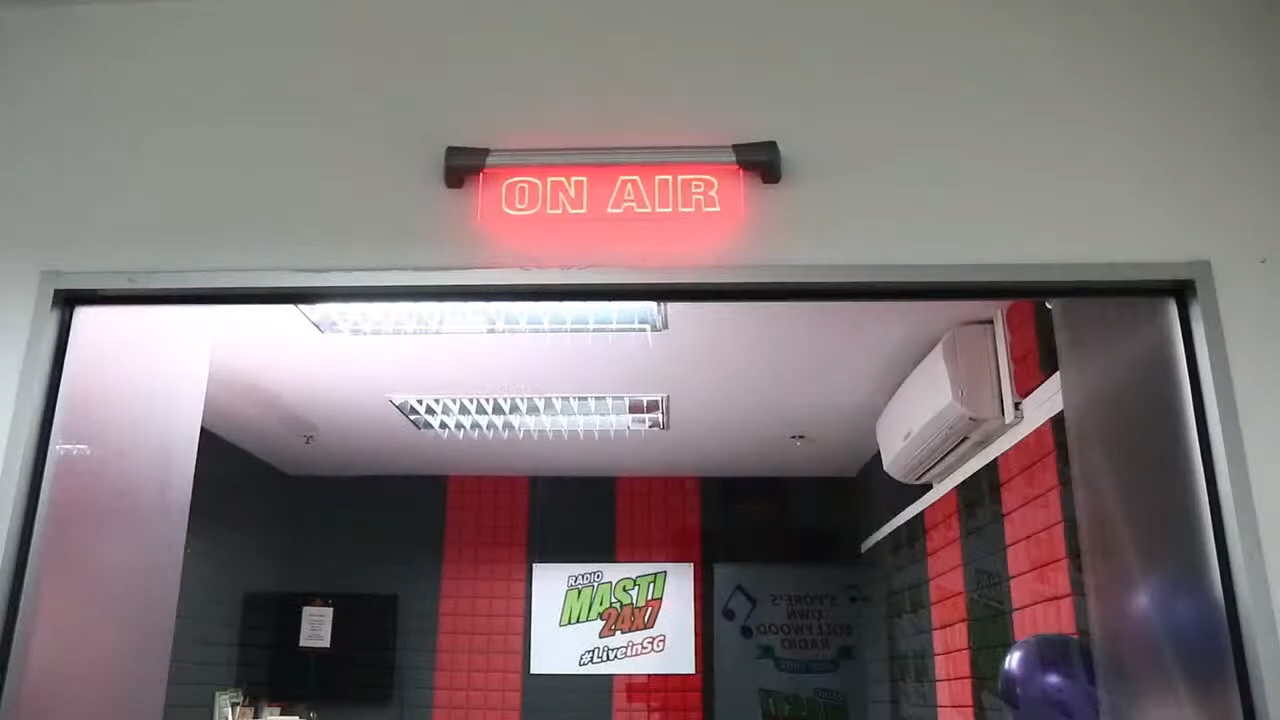 ON AIR
RADIO
MASTI
24x7
#LiveinSG
S'PORE'S
OWN
BOLLYWOOD
RADIO